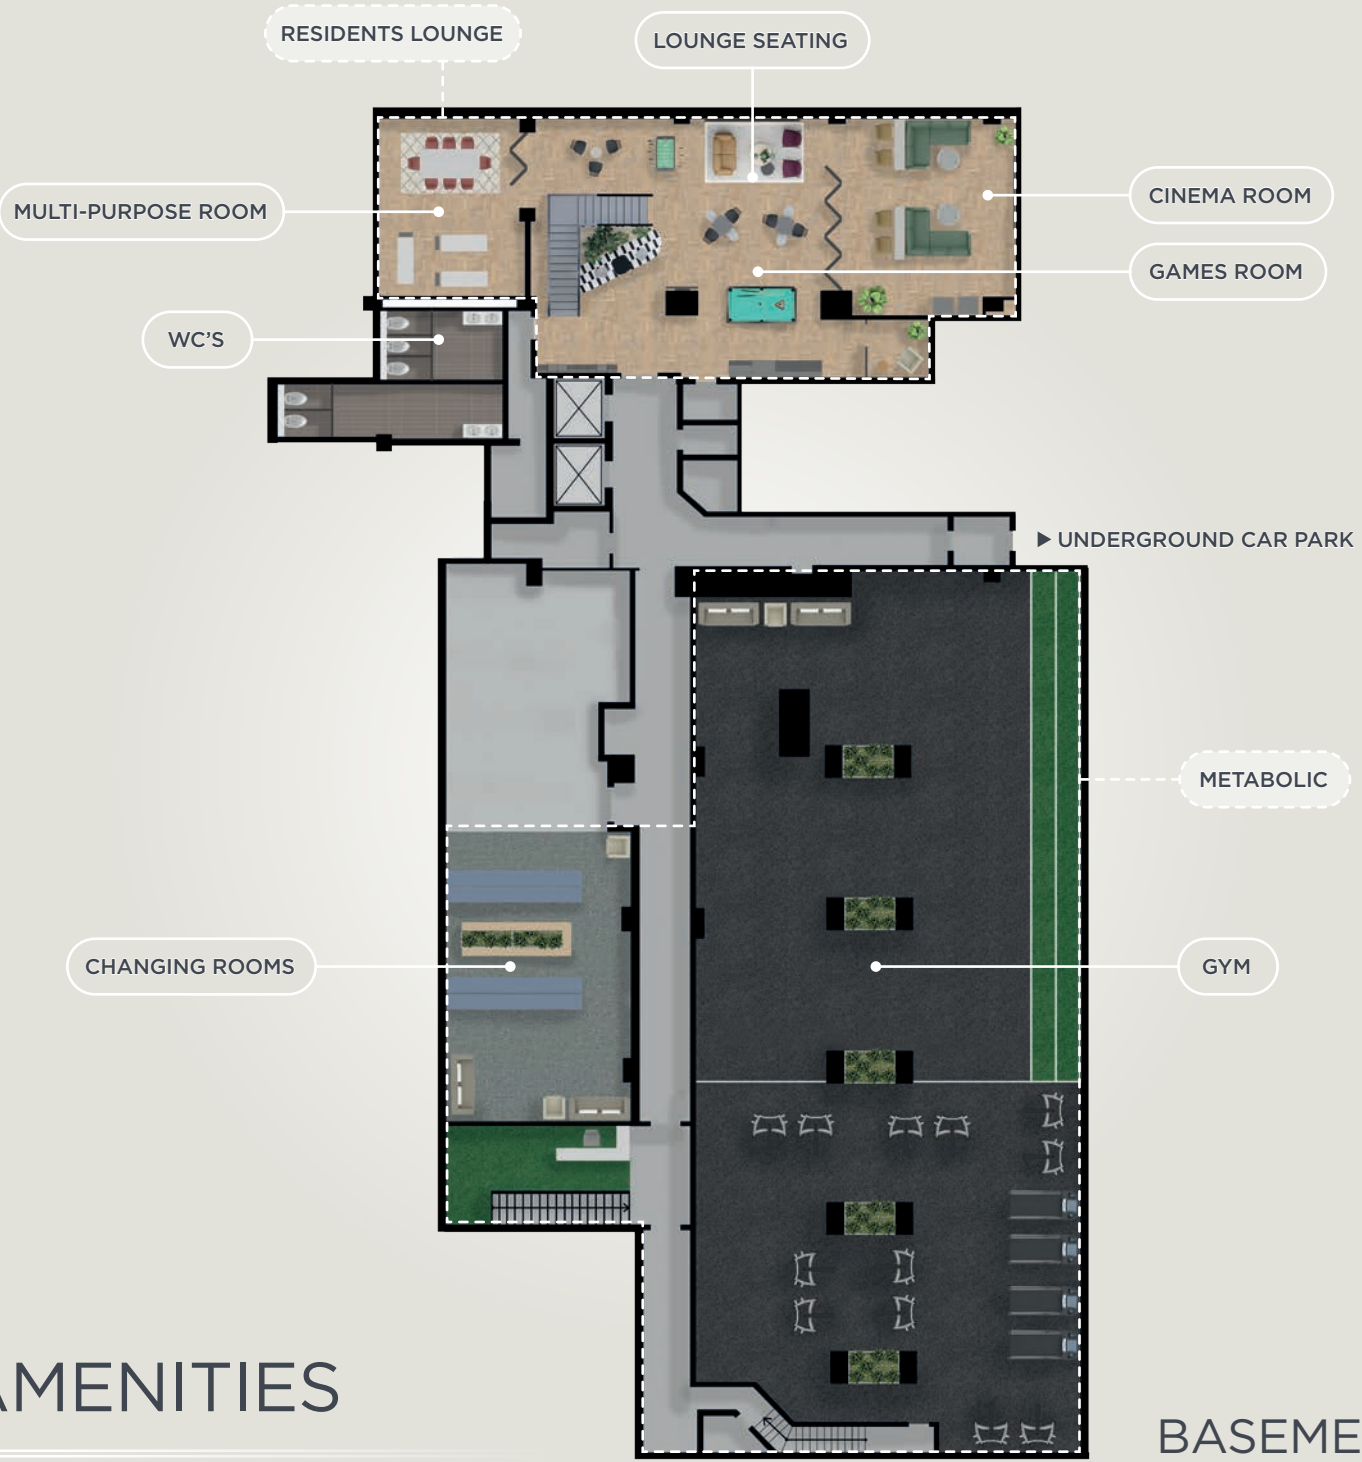 RESIDENTS LOUNGE
LOUNGE SEATING
MULTI-PURPOSE ROOM
CINEMA ROOM
GAMES ROOM
WC'S
▶ UNDERGROUND CAR PARK
METABOLIC
CHANGING ROOMS
GYM
AMENITIES
BASEME